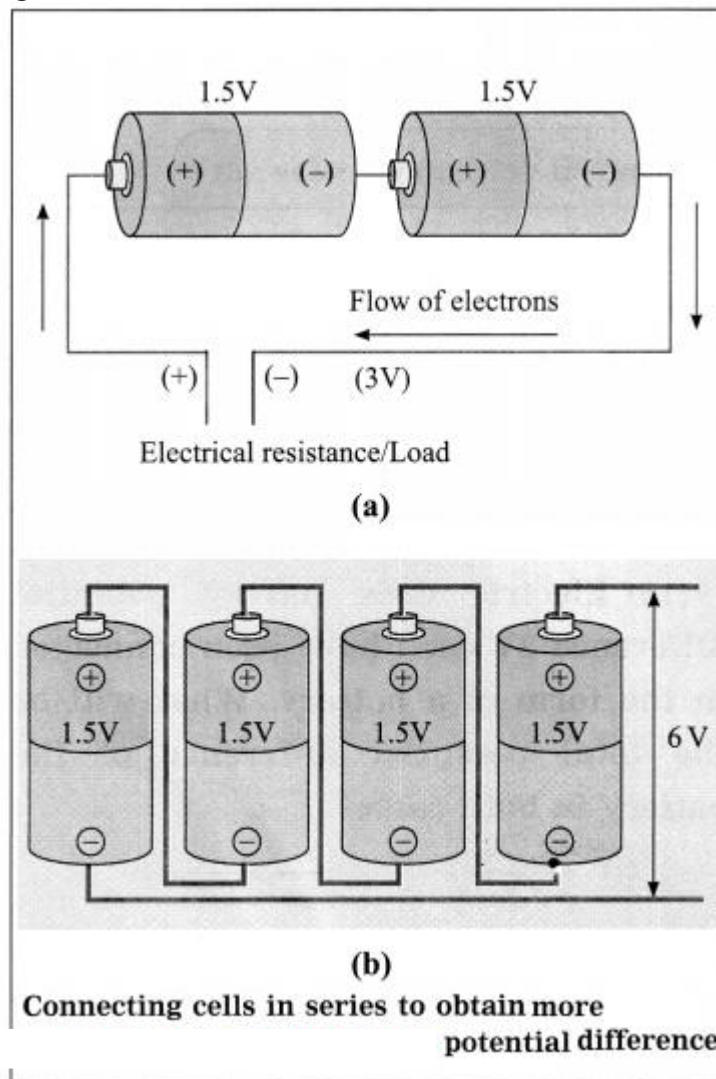 1.5V 1.5V
(+) (–) (+) (–)
Flow of electrons
(+) (–) (3V)
Electrical resistance/Load
(a)
+ + + +
1.5V 1.5V 1.5V 1.5V 6 V
– – – –
(b)
Connecting cells in series to obtain more
potential difference